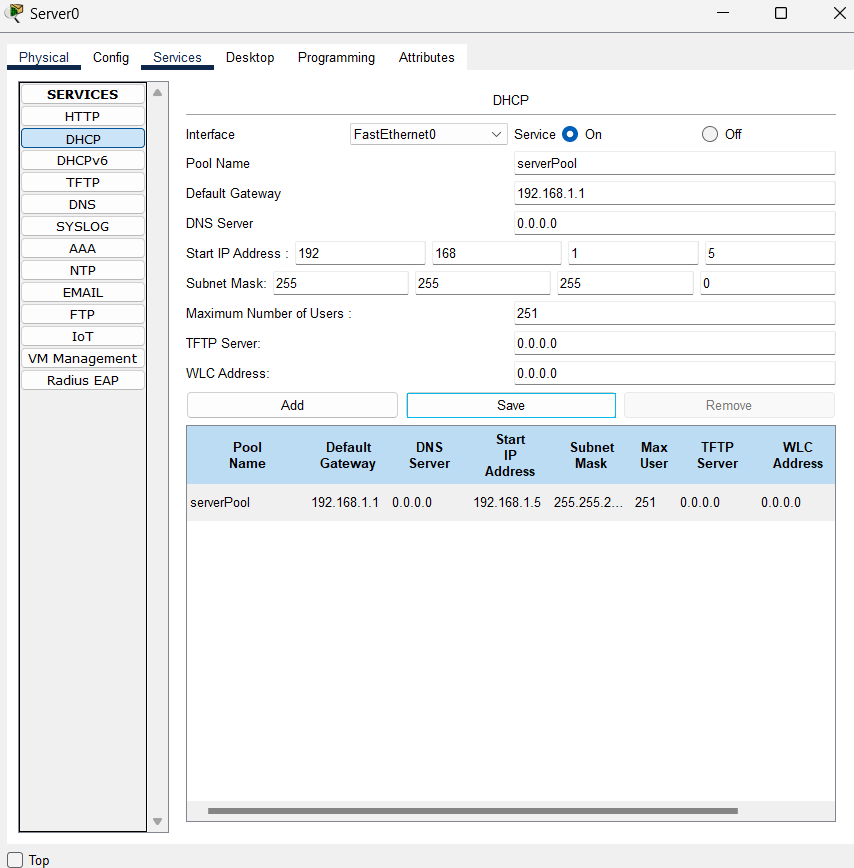 Server0
Physical Config Services Desktop Programming Attributes
SERVICES
HTTP
DHCP
DHCPv6
TFTP
DNS
SYSLOG
AAA
NTP
EMAIL
FTP
IoT
VM Management
Radius EAP
DHCP
Interface FastEthernet0 Service On Off
Pool Name serverPool
Default Gateway 192.168.1.1
DNS Server 0.0.0.0
Start IP Address : 192 168 1 5
Subnet Mask: 255 255 255 0
Maximum Number of Users : 251
TFTP Server: 0.0.0.0
WLC Address: 0.0.0.0
Add Save Remove
Pool Name Default Gateway DNS Server Start IP Address Subnet Mask Max User TFTP Server WLC Address
serverPool 192.168.1.1 0.0.0.0 192.168.1.5 255.255.2... 251 0.0.0.0 0.0.0.0
Top